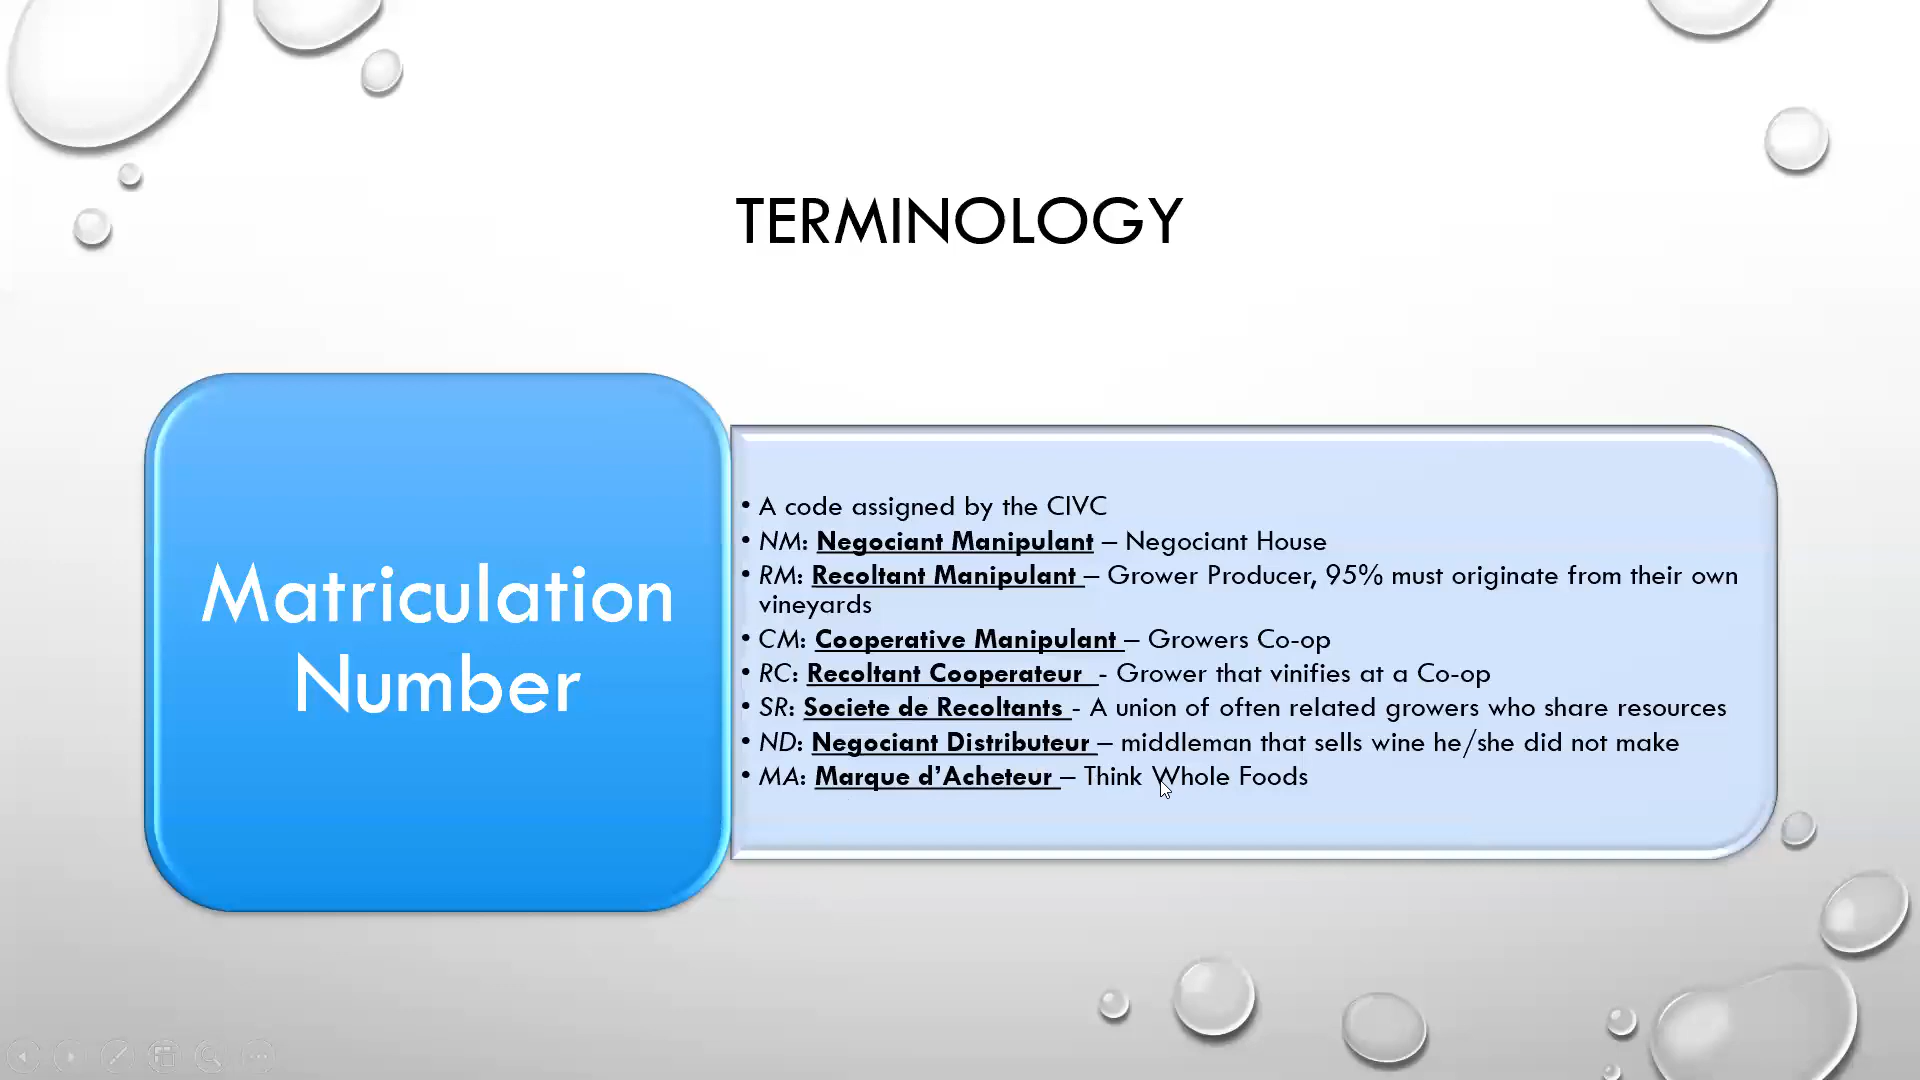 TERMINOLOGY
Matriculation
Number
• A code assigned by the CIVC
• NM: Negociant Manipulant – Negociant House
• RM: Recoltant Manipulant – Grower Producer, 95% must originate from their own
vineyards
• CM: Cooperative Manipulant – Growers Co-op
• RC: Recoltant Cooperateur - Grower that vinifies at a Co-op
• SR: Societe de Recoltants - A union of often related growers who share resources
• ND: Negociant Distributeur – middleman that sells wine he/she did not make
• MA: Marque d’Acheteur – Think Whole Foods